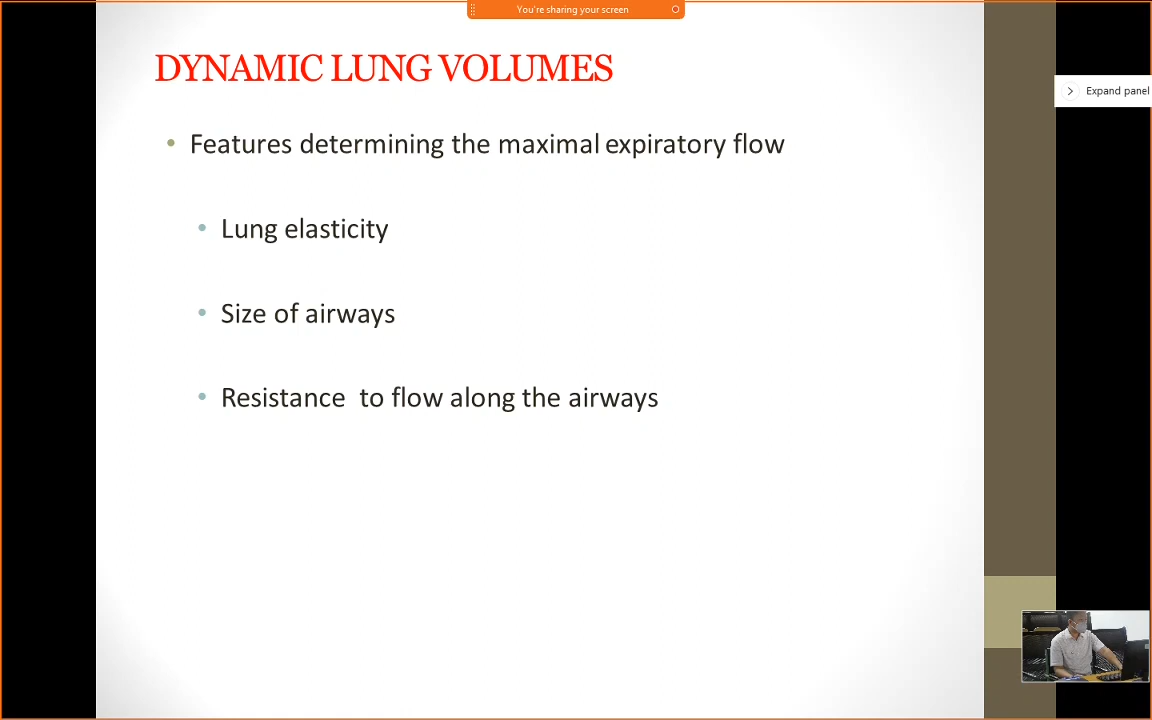 You're sharing your screen
DYNAMIC LUNG VOLUMES
Expand panel
• Features determining the maximal expiratory flow
• Lung elasticity
• Size of airways
• Resistance to flow along the airways